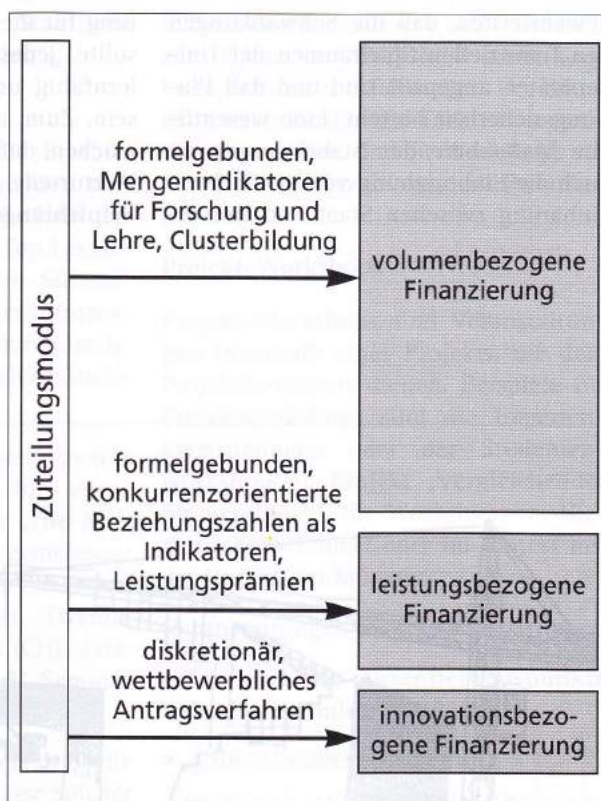 Zuteilungsmodus
formelgebunden,
Mengenindikatoren
für Forschung und
Lehre, Clusterbildung
volumenbezogene
Finanzierung
formelgebunden,
konkurrenzorientierte
Beziehungszahlen als
Indikatoren,
Leistungsprämien
leistungsbezogene
Finanzierung
diskretionär,
wettbewerbliches
Antragsverfahren
innovationsbezo-
gene Finanzierung